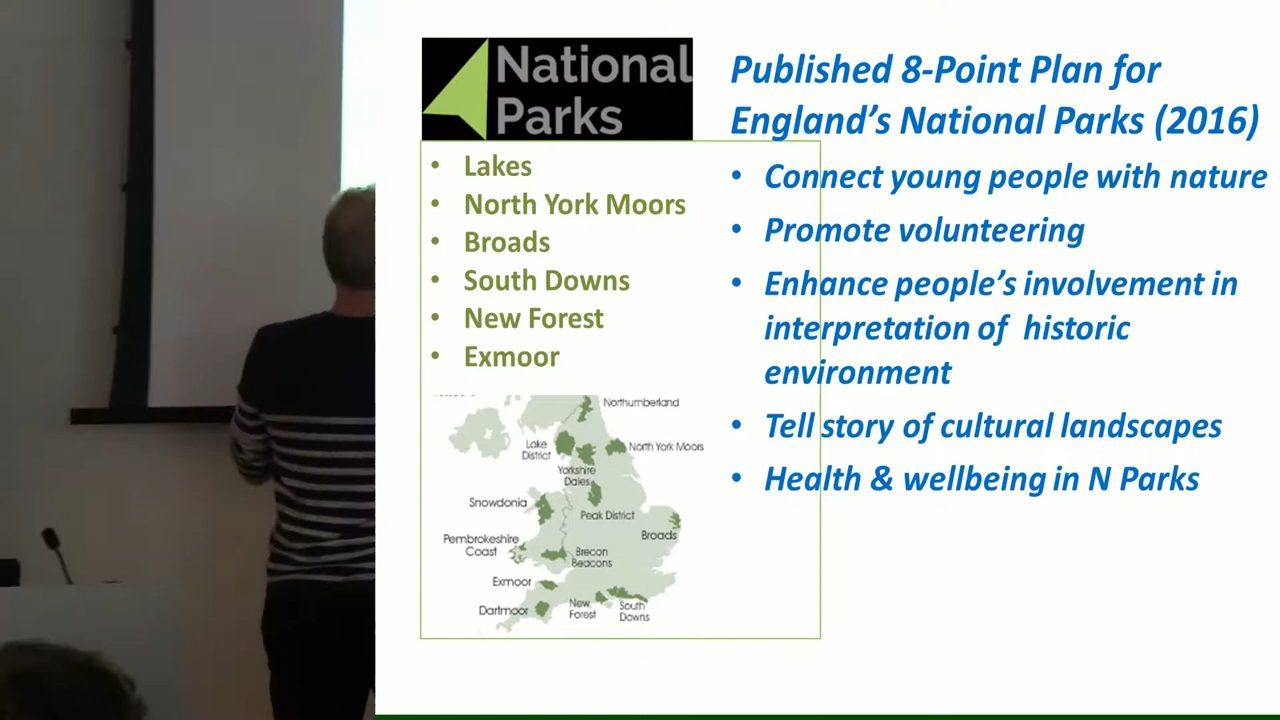 National
Parks
Published 8-Point Plan for
England’s National Parks (2016)
• Lakes
• North York Moors
• Broads
• South Downs
• New Forest
• Exmoor
• Connect young people with nature
• Promote volunteering
• Enhance people’s involvement in
interpretation of historic
environment
• Tell story of cultural landscapes
• Health & wellbeing in N Parks
Northumberland
Lake
District
North York Moors
Yorkshire
Dales
Snowdonia
Peak District
Broads
Pembrokeshire
Coast
Brecon
Beacons
Exmoor
Dartmoor
New
Forest
South
Downs